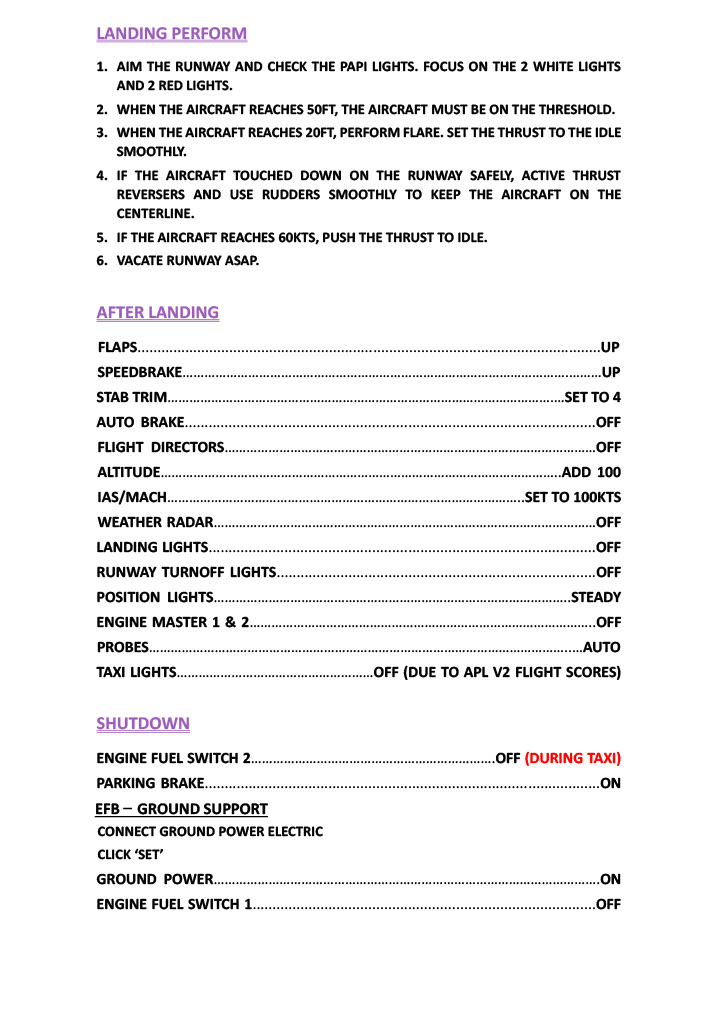 LANDING PERFORM
1. AIM THE RUNWAY AND CHECK THE PAPI LIGHTS. FOCUS ON THE 2 WHITE LIGHTS
AND 2 RED LIGHTS.
2. WHEN THE AIRCRAFT REACHES 50FT, THE AIRCRAFT MUST BE ON THE THRESHOLD.
3. WHEN THE AIRCRAFT REACHES 20FT, PERFORM FLARE. SET THE THRUST TO THE IDLE
SMOOTHLY.
4. IF THE AIRCRAFT TOUCHED DOWN ON THE RUNWAY SAFELY, ACTIVE THRUST
REVERSERS AND USE RUDDERS SMOOTHLY TO KEEP THE AIRCRAFT ON THE
CENTERLINE.
5. IF THE AIRCRAFT REACHES 60KTS, PUSH THE THRUST TO IDLE.
6. VACATE RUNWAY ASAP.
AFTER LANDING
FLAPS....................UP
SPEEDBRAKE....................UP
STAB TRIM....................SET TO 4
AUTO BRAKE....................OFF
FLIGHT DIRECTORS....................OFF
ALTITUDE....................ADD 100
IAS/MACH....................SET TO 100KTS
WEATHER RADAR....................OFF
LANDING LIGHTS....................OFF
RUNWAY TURNOFF LIGHTS....................OFF
POSITION LIGHTS....................STEADY
ENGINE MASTER 1 & 2....................OFF
PROBES....................AUTO
TAXI LIGHTS....................OFF (DUE TO APL V2 FLIGHT SCORES)
SHUTDOWN
ENGINE FUEL SWITCH 2....................OFF (DURING TAXI)
PARKING BRAKE....................ON
EFB – GROUND SUPPORT
CONNECT GROUND POWER ELECTRIC
CLICK ‘SET’
GROUND POWER....................ON
ENGINE FUEL SWITCH 1....................OFF